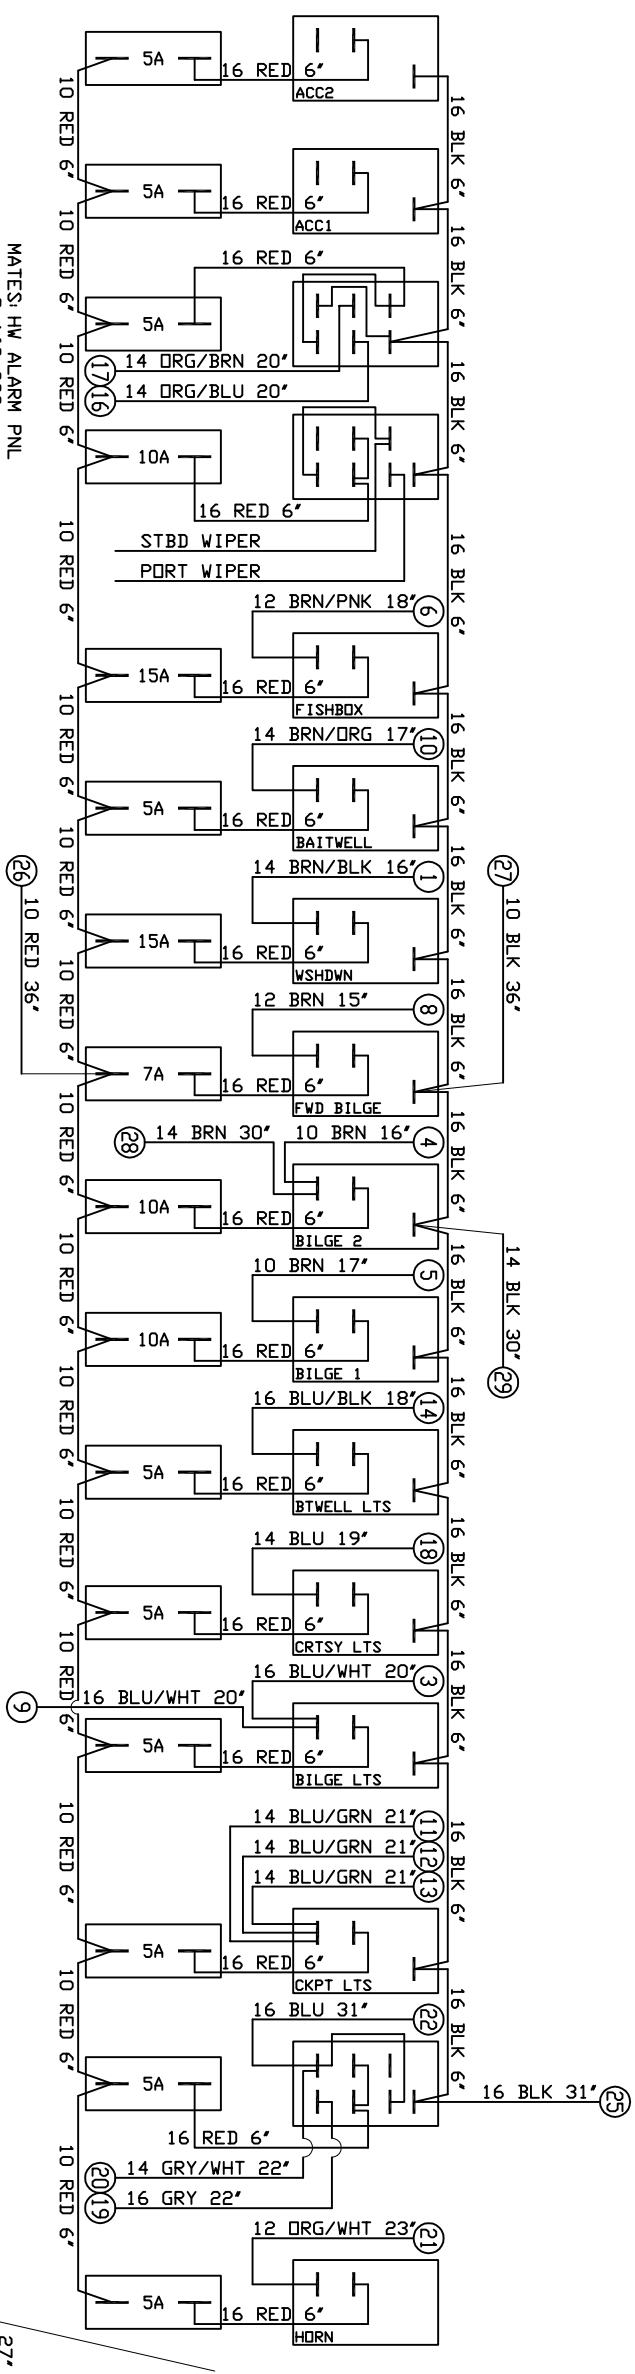 5A
16 RED 6"
ACC2
10 RED 6"
16 BLK 6"
5A
16 RED 6"
ACC1
10 RED 6"
16 BLK 6"
16 RED 6"
5A
17 14 ORG/BRN 20"
16 14 ORG/BLU 20"
10 RED 6"
16 BLK 6"
MATES: HW ALARM PNL
10A
16 RED 6"
STBD WIPER
PORT WIPER
10 RED 6"
16 BLK 6"
12 BRN/PNK 18" 6
15A
16 RED 6"
FISHBOX
10 RED 6"
16 BLK 6"
14 BRN/ORG 17" 10
5A
16 RED 6"
BAITWELL
10 RED 6"
16 BLK 6"
14 BRN/BLK 16" 1
15A
16 RED 6"
WSHDWN
10 RED 6"
16 BLK 6"
26 10 RED 36"
27 10 BLK 36"
12 BRN 15" 8
7A
16 RED 6"
FWD BILGE
10 RED 6"
16 BLK 6"
28 14 BRN 30"
10 BRN 16" 4
10A
16 RED 6"
BILGE 2
10 RED 6"
16 BLK 6"
14 BLK 30" 29
10 BRN 17" 5
10A
16 RED 6"
BILGE 1
10 RED 6"
16 BLK 6"
16 BLU/BLK 18" 14
5A
16 RED 6"
BTWELL LTS
10 RED 6"
16 BLK 6"
14 BLU 19" 18
5A
16 RED 6"
CRTSY LTS
10 RED 6"
16 BLK 6"
16 BLU/WHT 20" 3
9 16 BLU/WHT 20"
5A
16 RED 6"
BILGE LTS
10 RED 6"
16 BLK 6"
14 BLU/GRN 21" 11
14 BLU/GRN 21" 12
14 BLU/GRN 21" 13
5A
16 RED 6"
CKPT LTS
10 RED 6"
16 BLK 6"
16 BLU 31" 22
5A
16 BLK 31" 25
16 RED 6"
20 14 GRY/WHT 22"
19 16 GRY 22"
10 RED 6"
12 ORG/WHT 23" 21
5A
16 RED 6"
HORN
27"